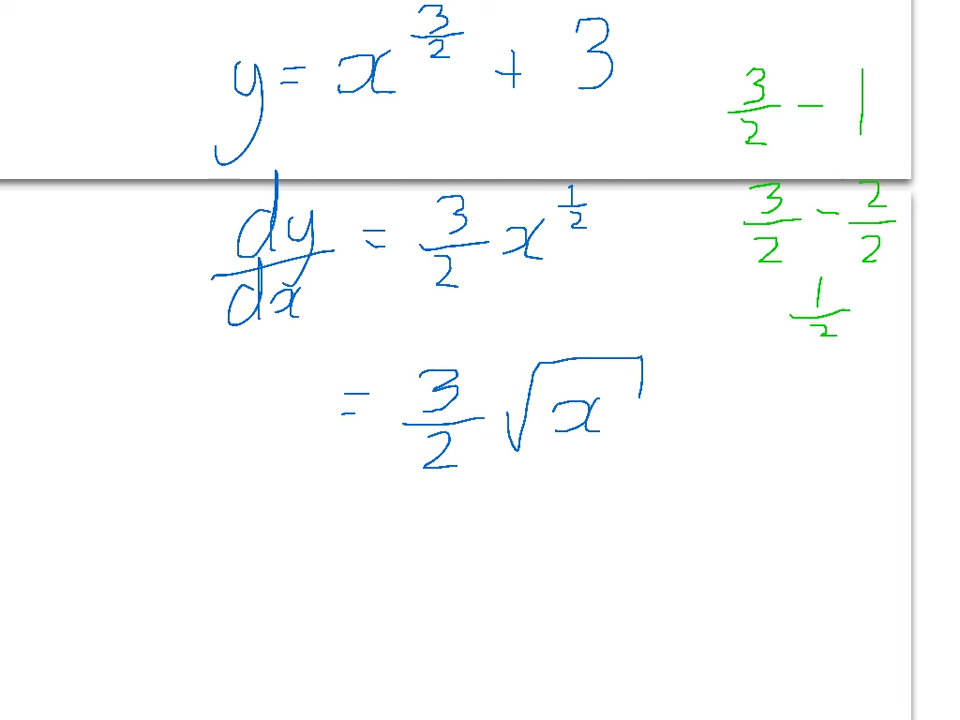 y = x^{3/2} + 3
3/2 - 1
dy/dx = 3/2 x^{1/2}
3/2 - 2/2
1/2
= 3/2 √x